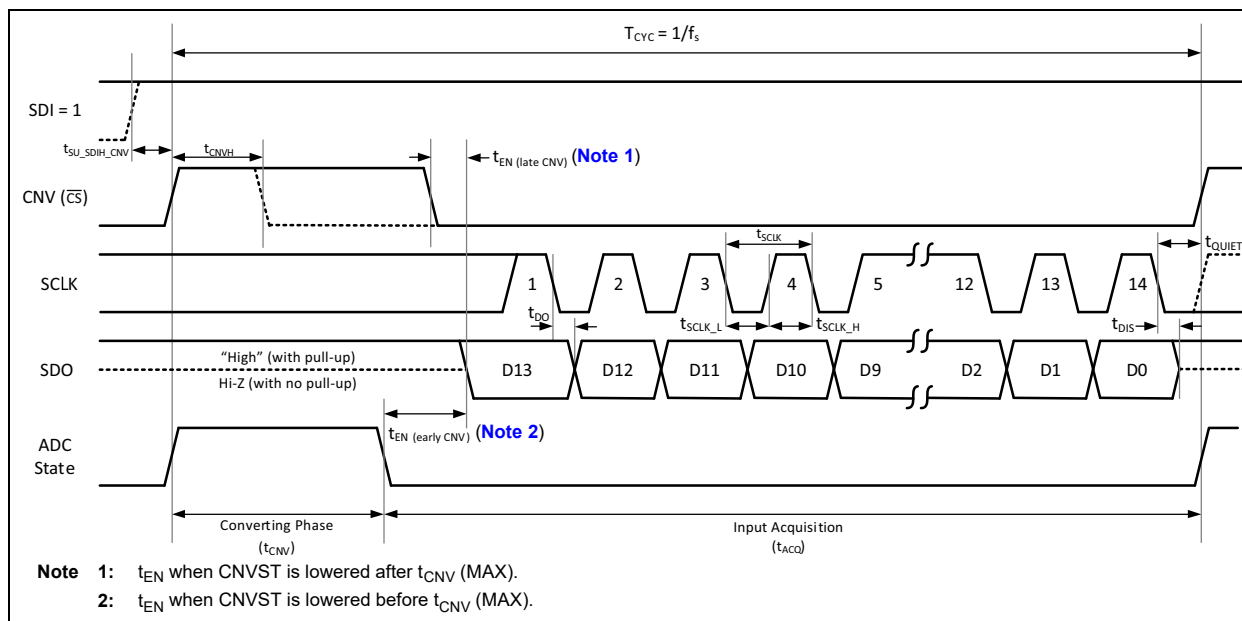 T_CYC = 1/f_s
SDI = 1
t_SU_SDIH_CNV
t_CNVH
t_EN (late CNV) (Note 1)
CNV (C̅S̅)
t_SCLK
t_QUIET
SCLK
1 2 3 4 5 12 13 14
t_DO
t_SCLK_L
t_SCLK_H
t_DIS
SDO
“High” (with pull-up)
Hi-Z (with no pull-up)
D13 D12 D11 D10 D9 D2 D1 D0
t_EN (early CNV) (Note 2)
ADC
State
Converting Phase
(t_CNV)
Input Acquisition
(t_ACQ)
Note 1: t_EN when CNVST is lowered after t_CNV (MAX).
2: t_EN when CNVST is lowered before t_CNV (MAX).